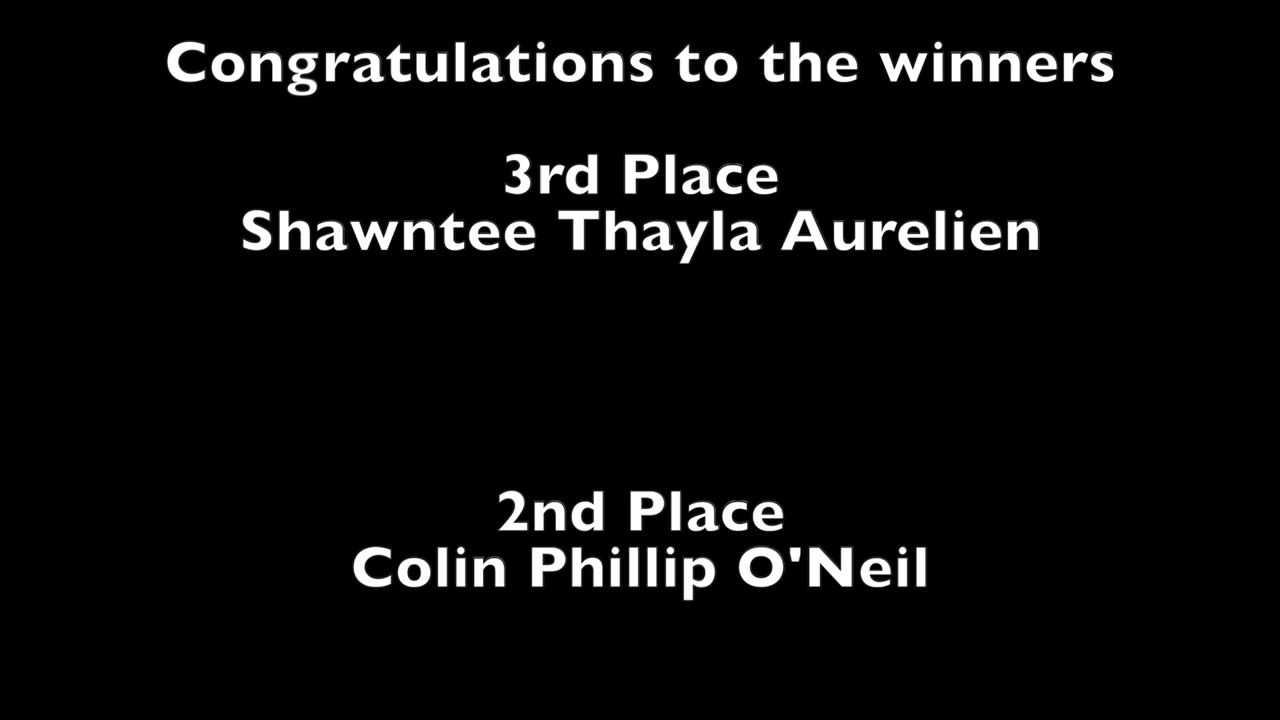 Congratulations to the winners
3rd Place
Shawntee Thayla Aurelien
2nd Place
Colin Phillip O'Neil